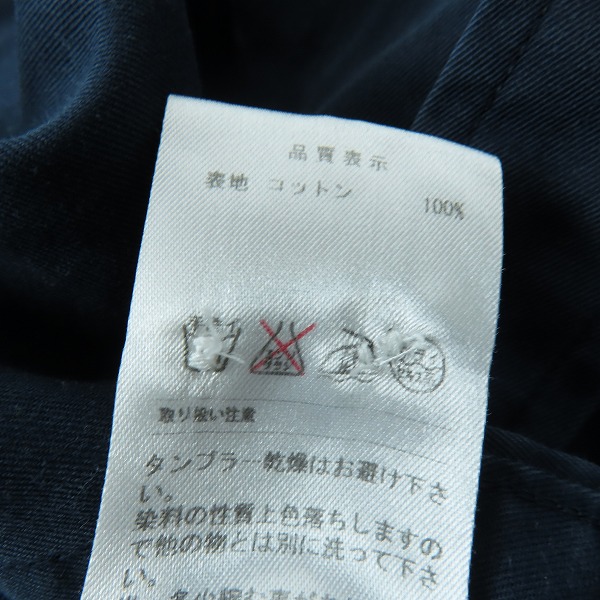 品質表示
表地 コットン 100%
取り扱い注意
タンブラー乾燥はお避け下さ
い。
染料の性質上色落ちしますの
で他の物とは別に洗って下さ
い。